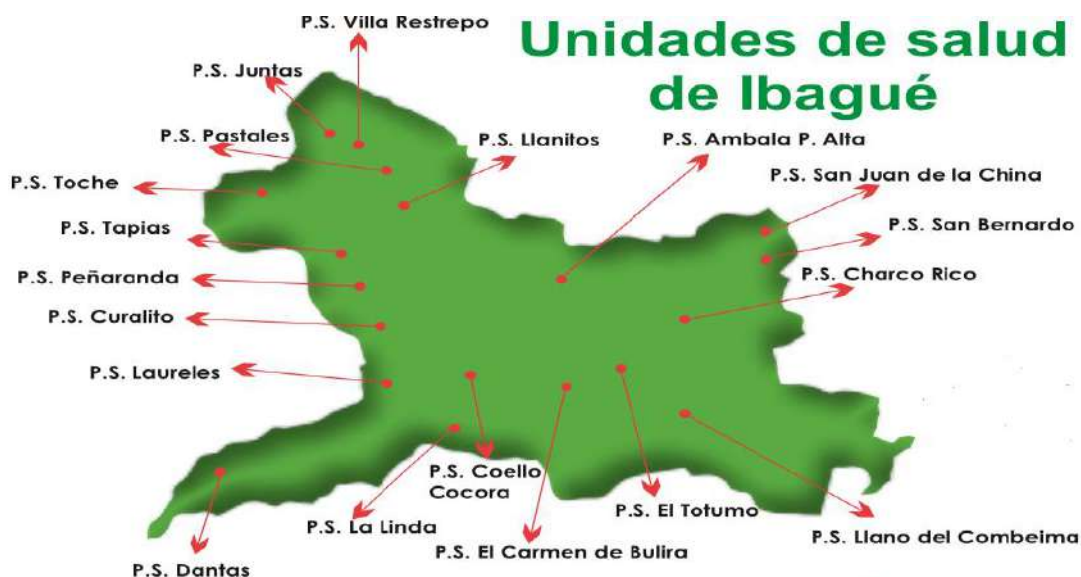 Unidades de salud
de Ibagué
P.S. Villa Restrepo
P.S. Juntas
P.S. Pastales
P.S. Llanitos
P.S. Ambala P. Alta
P.S. San Juan de la China
P.S. Toche
P.S. San Bernardo
P.S. Tapias
P.S. Peñaranda
P.S. Charco Rico
P.S. Curalito
P.S. Laureles
P.S. Coello
Cocora
P.S. El Totumo
P.S. La Linda
P.S. Llano del Combeima
P.S. El Carmen de Bulira
P.S. Dantas